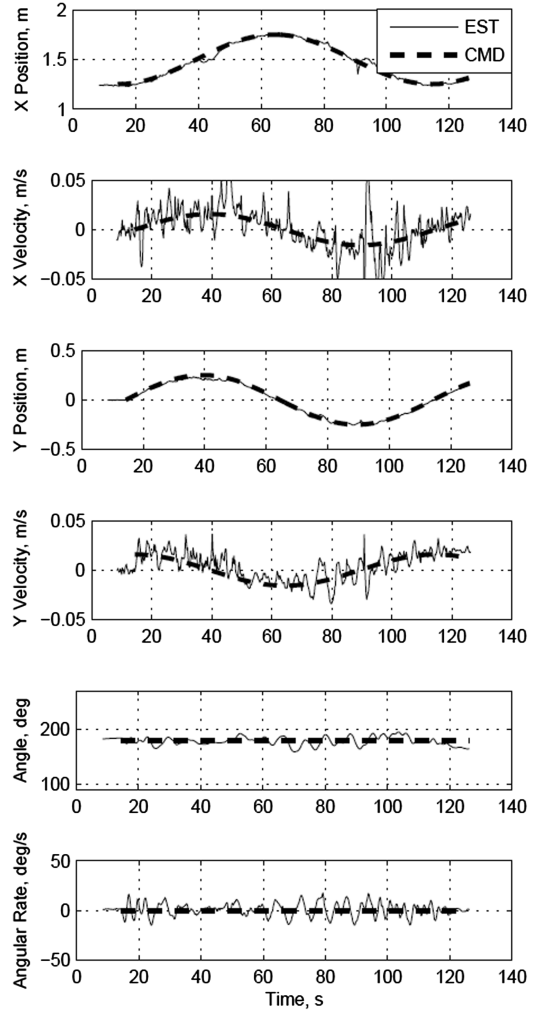 X Position, m
2
1.5
1
0 20 40 60 80 100 120 140
EST
CMD
X Velocity, m/s
0.05
0
−0.05
0 20 40 60 80 100 120 140
Y Position, m
0.5
0
−0.5
0 20 40 60 80 100 120 140
Y Velocity, m/s
0.05
0
−0.05
0 20 40 60 80 100 120 140
Angle, deg
200
100
0 20 40 60 80 100 120 140
Angular Rate, deg/s
50
0
−50
0 20 40 60 80 100 120 140
Time, s